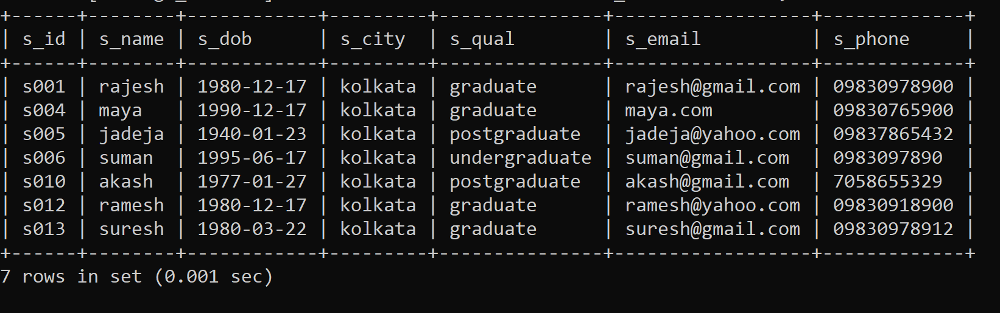 +------+--------+------------+---------+---------------+------------------+-------------+
| s_id | s_name | s_dob      | s_city  | s_qual        | s_email          | s_phone     |
+------+--------+------------+---------+---------------+------------------+-------------+
| s001 | rajesh | 1980-12-17 | kolkata | graduate      | rajesh@gmail.com | 09830978900 |
| s004 | maya   | 1990-12-17 | kolkata | graduate      | maya.com         | 09830765900 |
| s005 | jadeja | 1940-01-23 | kolkata | postgraduate  | jadeja@yahoo.com | 09837865432 |
| s006 | suman  | 1995-06-17 | kolkata | undergraduate | suman@gmail.com  | 0983097890  |
| s010 | akash  | 1977-01-27 | kolkata | postgraduate  | akash@gmail.com  | 7058655329  |
| s012 | ramesh | 1980-12-17 | kolkata | graduate      | ramesh@yahoo.com | 09830918900 |
| s013 | suresh | 1980-03-22 | kolkata | graduate      | suresh@gmail.com | 09830978912 |
+------+--------+------------+---------+---------------+------------------+-------------+
7 rows in set (0.001 sec)